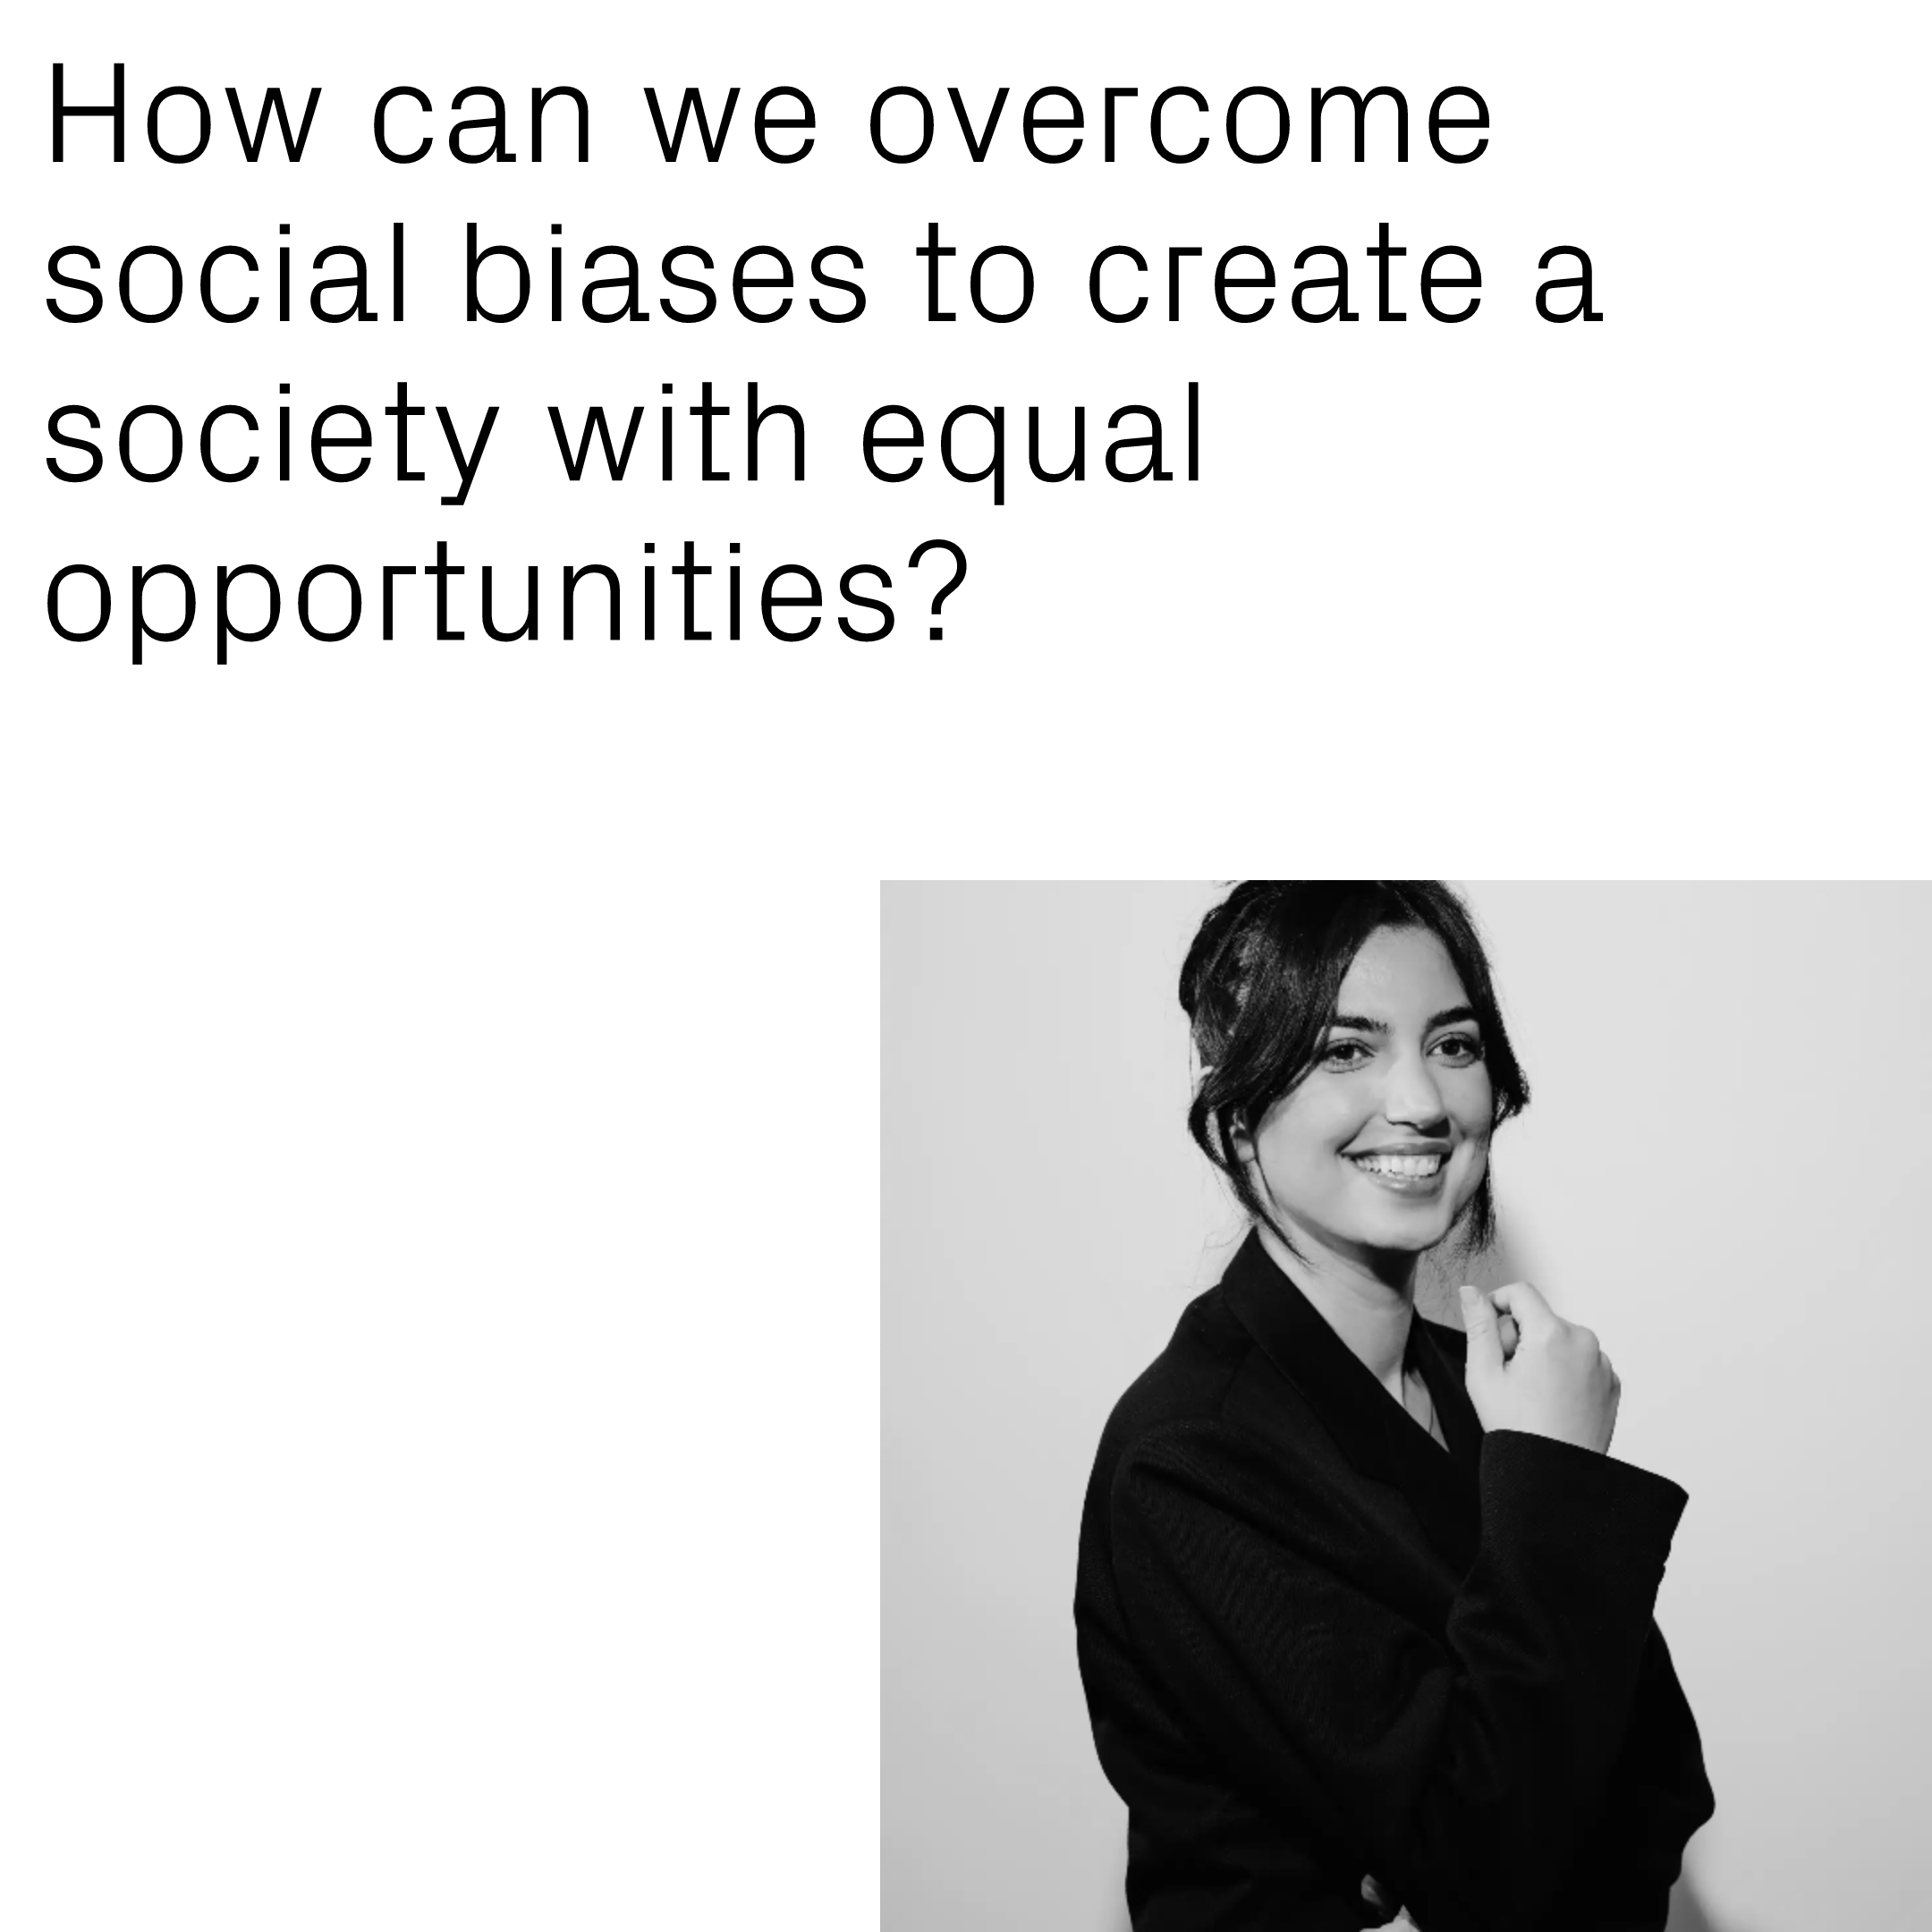 How can we overcome
social biases to create a
society with equal
opportunities?